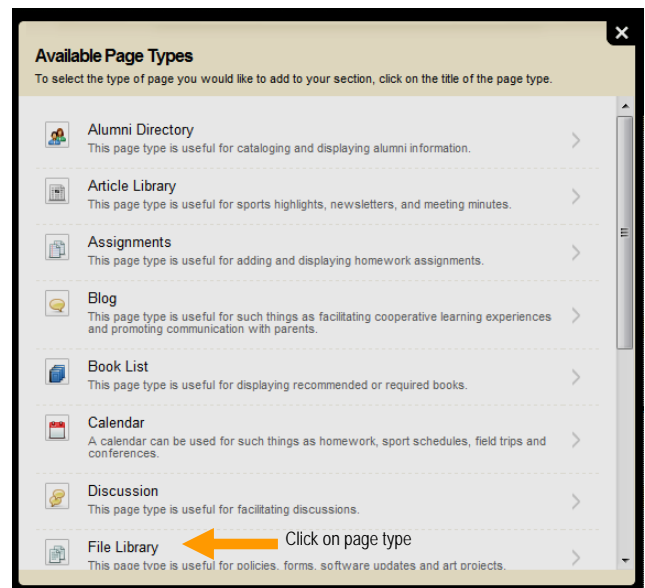 Available Page Types
To select the type of page you would like to add to your section, click on the title of the page type.
Alumni Directory
This page type is useful for cataloging and displaying alumni information.
Article Library
This page type is useful for sports highlights, newsletters, and meeting minutes.
Assignments
This page type is useful for adding and displaying homework assignments.
Blog
This page type is useful for such things as facilitating cooperative learning experiences
and promoting communication with parents.
Book List
This page type is useful for displaying recommended or required books.
Calendar
A calendar can be used for such things as homework, sport schedules, field trips and
conferences.
Discussion
This page type is useful for facilitating discussions.
File Library
Click on page type
This page type is useful for policies, forms, software updates and art projects.